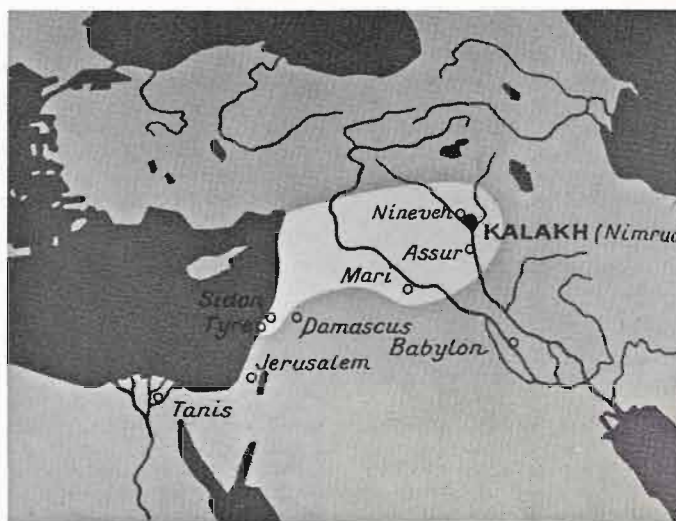 Nineveh
KALAKH (Nimrud
Assur
Mari
Sidon
Tyre
Damascus
Babylon
Jerusalem
Tanis